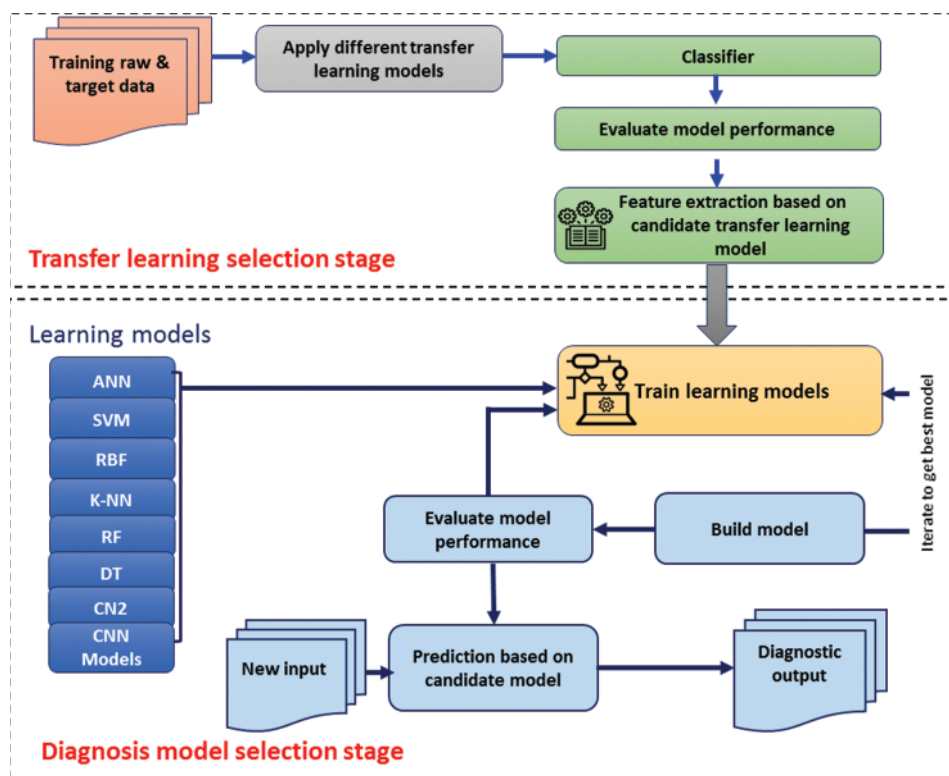 Training raw &
target data
Apply different transfer
learning models
Classifier
Evaluate model performance
Feature extraction based on
candidate transfer learning
model
Transfer learning selection stage
Learning models
ANN
SVM
RBF
K-NN
RF
DT
CN2
CNN
Models
Train learning models
Iterate to get best model
Evaluate model
performance
Build model
New input
Prediction based on
candidate model
Diagnostic
output
Diagnosis model selection stage